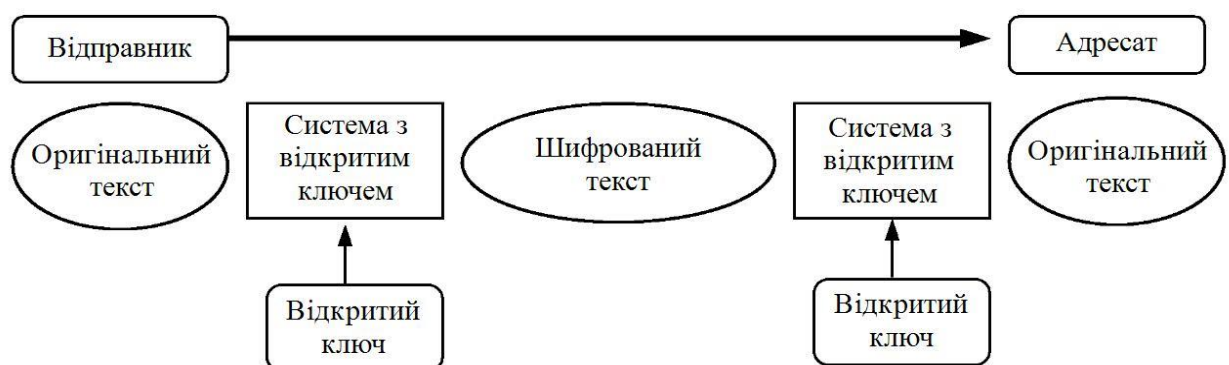 Відправник
Адресат
Оригінальний
текст
Система з
відкритим
ключем
Шифрований
текст
Система з
відкритим
ключем
Оригінальний
текст
Відкритий
ключ
Відкритий
ключ